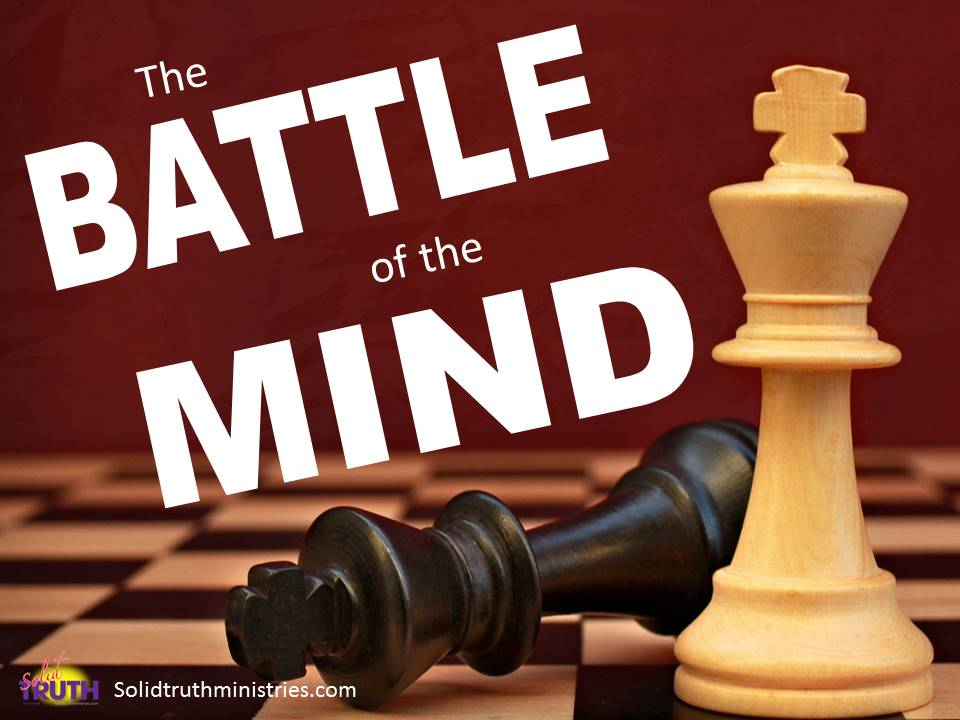 The
BATTLE
of the
MIND
Solid
TRUTH
Solidtruthministries.com